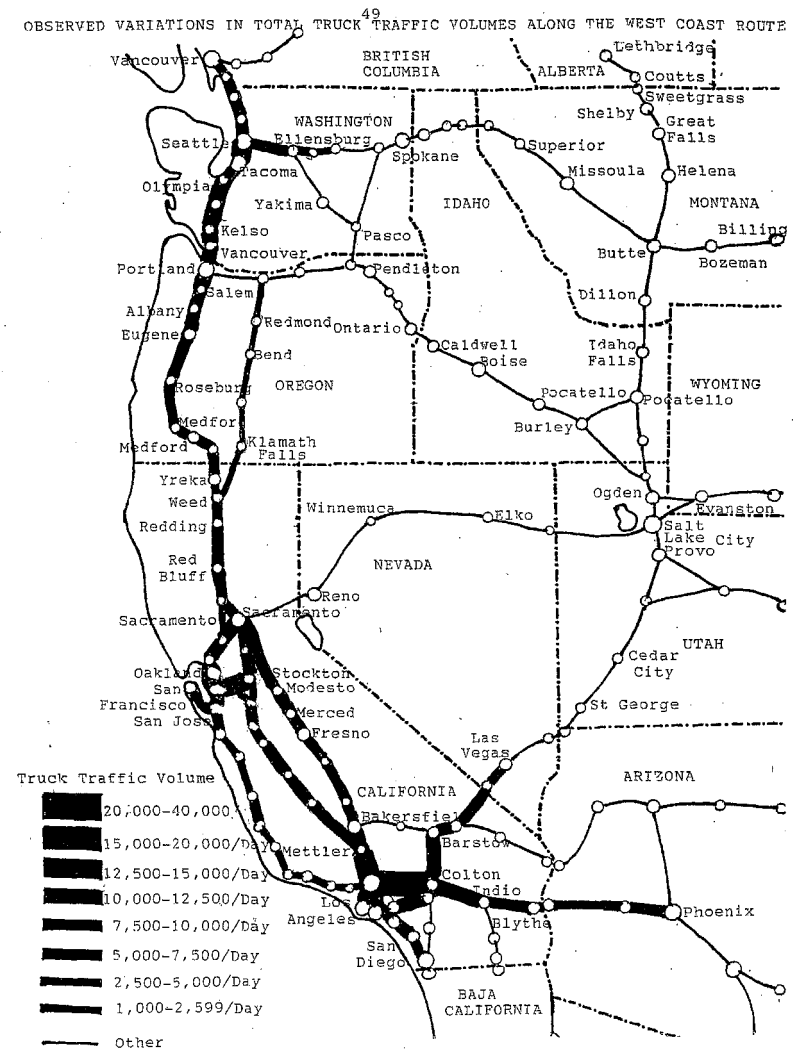 49
OBSERVED VARIATIONS IN TOTAL TRUCK TRAFFIC VOLUMES ALONG THE WEST COAST ROUTE
Vancouver
BRITISH
COLUMBIA
ALBERTA
Lethbridge
Coutts
Sweetgrass
Shelby
Great
Falls
WASHINGTON
Seattle
Ellensburg
Spokane
Superior
Tacoma
Missoula
Helena
Olympia
Yakima
IDAHO
MONTANA
Kelso
Pasco
Billing
Vancouver
Butte
Bozeman
Portland
Pendleton
Salem
Dillon
Albany
Redmond
Ontario
Eugene
Caldwell
Idaho
Falls
Bend
Boise
Roseburg
OREGON
Pocatello
WYOMING
Pocatello
Medford
Burley
Medford
Klamath
Falls
Yreka
Weed
Ogden
Evanston
Winnemuca
Elko
Redding
Salt
Lake City
Provo
Red
Bluff
NEVADA
Reno
Sacramento
Sacramento
UTAH
Oakland
Stockton
Cedar
City
San
Francisco
Modesto
San Jose
Merced
St George
Fresno
Las
Vegas
Truck Traffic Volume
CALIFORNIA
ARIZONA
20,000-40,000
Bakersfiel
15,000-20,000/Day
Mettler
Barstow
12,500-15,000/Day
Colton
10,000-12,500/Day
Los
Angeles
Indio
Phoenix
7,500-10,000/Day
Blythe
5,000-7,500/Day
San
Diego
2,500-5,000/Day
BAJA
CALIFORNIA
1,000-2,599/Day
Other